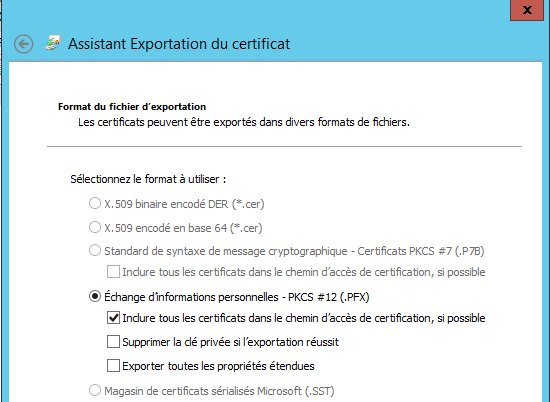 x
Assistant Exportation du certificat
Format du fichier d'exportation
Les certificats peuvent être exportés dans divers formats de fichiers.
Sélectionnez le format à utiliser :
X.509 binaire encodé DER (*.cer)
X.509 encodé en base 64 (*.cer)
Standard de syntaxe de message cryptographique - Certificats PKCS #7 (.P7B)
Inclure tous les certificats dans le chemin d'accès de certification, si possible
Échange d'informations personnelles - PKCS #12 (.PFX)
Inclure tous les certificats dans le chemin d'accès de certification, si possible
Supprimer la clé privée si l'exportation réussit
Exporter toutes les propriétés étendues
Magasin de certificats sérialisés Microsoft (.SST)